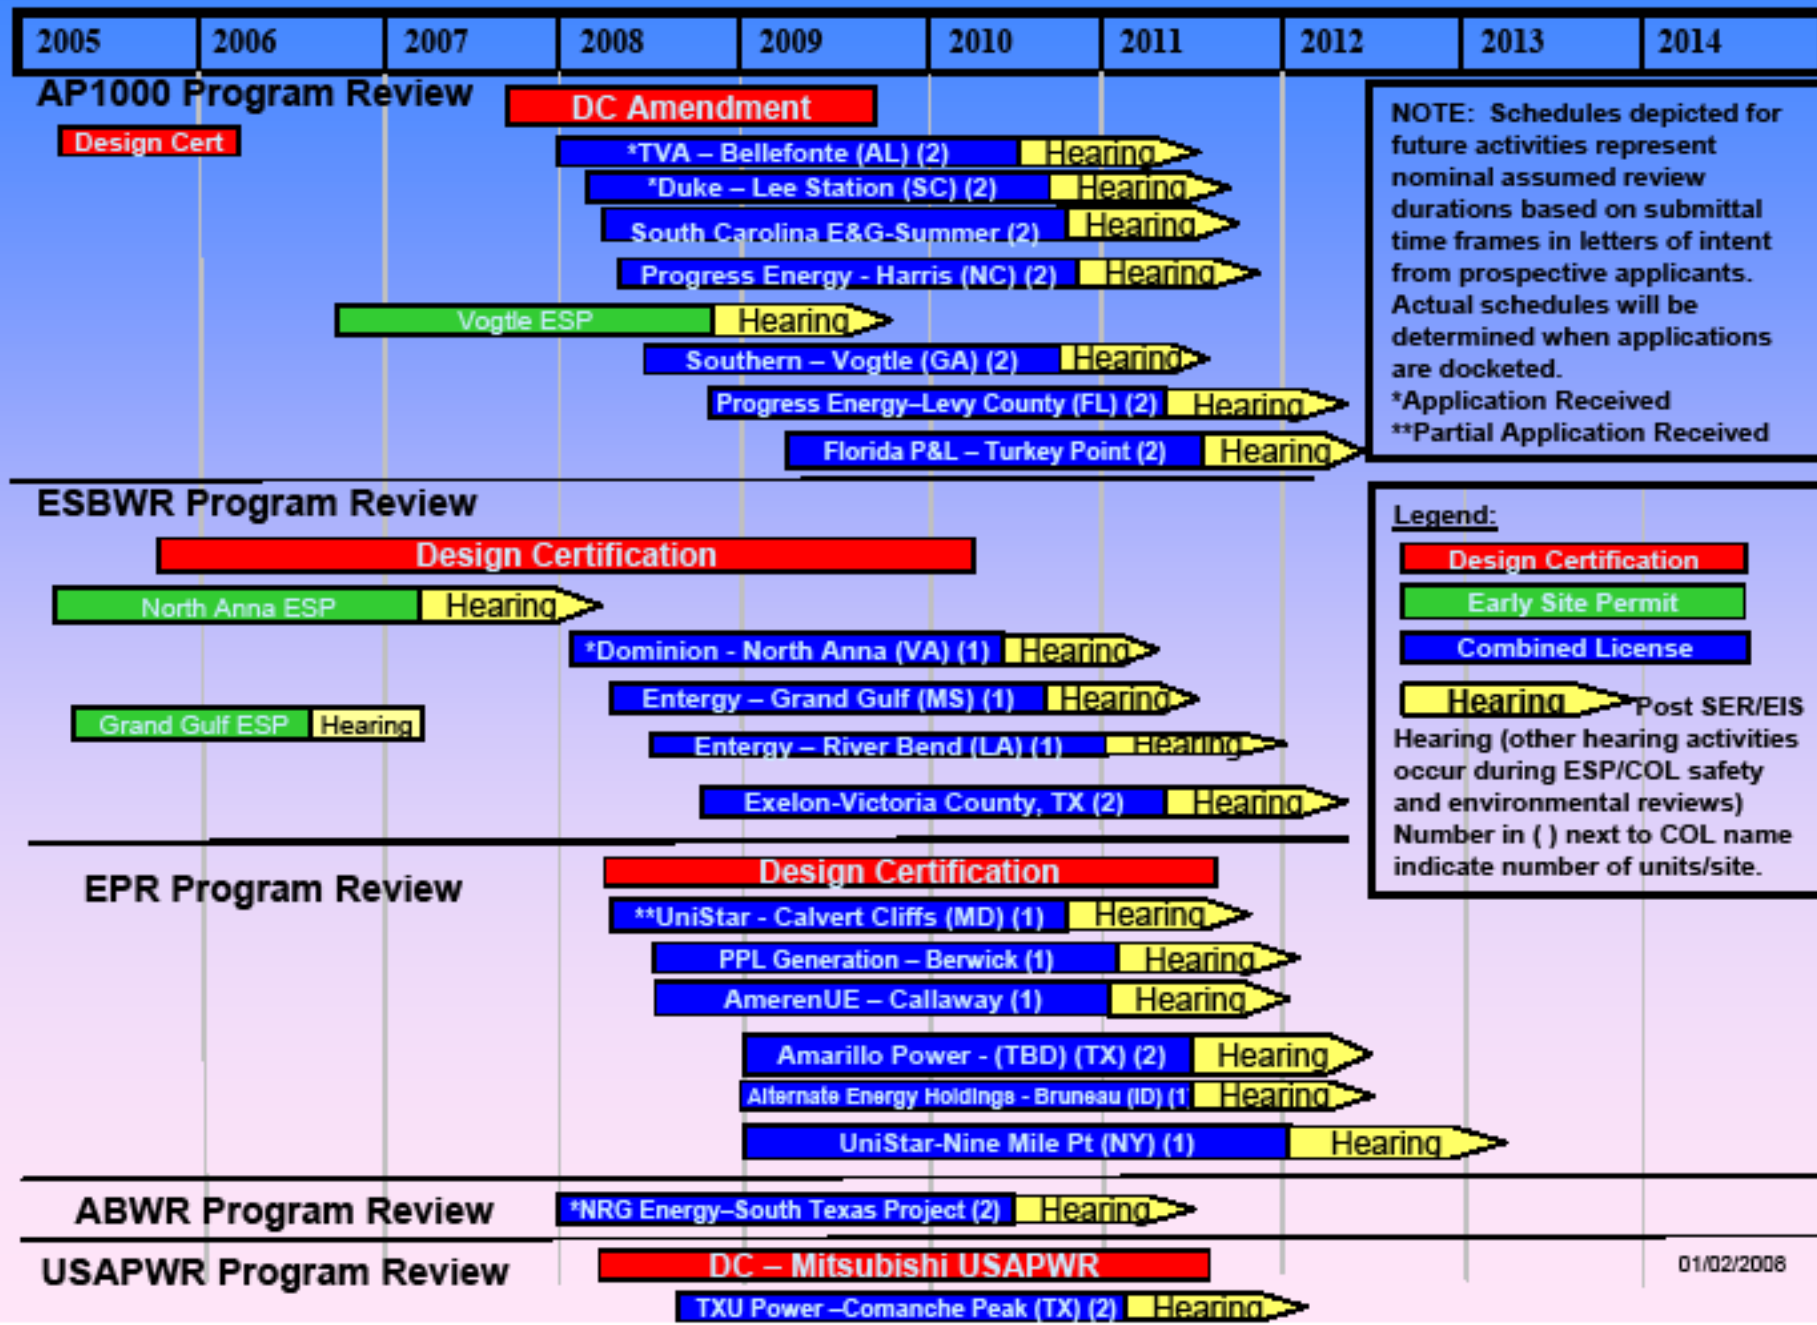 2005 2006 2007 2008 2009 2010 2011 2012 2013 2014
AP1000 Program Review
DC Amendment
Design Cert
*TVA – Bellefonte (AL) (2) Hearing
*Duke – Lee Station (SC) (2) Hearing
South Carolina E&G-Summer (2) Hearing
Progress Energy - Harris (NC) (2) Hearing
Vogtle ESP Hearing
Southern – Vogtle (GA) (2) Hearing
Progress Energy–Levy County (FL) (2) Hearing
Florida P&L – Turkey Point (2) Hearing
NOTE: Schedules depicted for
future activities represent
nominal assumed review
durations based on submittal
time frames in letters of intent
from prospective applicants.
Actual schedules will be
determined when applications
are docketed.
*Application Received
**Partial Application Received
ESBWR Program Review
Design Certification
North Anna ESP Hearing
*Dominion - North Anna (VA) (1) Hearing
Entergy – Grand Gulf (MS) (1) Hearing
Grand Gulf ESP Hearing
Entergy – River Bend (LA) (1) Hearing
Exelon-Victoria County, TX (2) Hearing
Legend:
Design Certification
Early Site Permit
Combined License
Hearing Post SER/EIS
Hearing (other hearing activities
occur during ESP/COL safety
and environmental reviews)
Number in ( ) next to COL name
indicate number of units/site.
EPR Program Review
Design Certification
**UniStar - Calvert Cliffs (MD) (1) Hearing
PPL Generation – Berwick (1) Hearing
AmerenUE – Callaway (1) Hearing
Amarillo Power - (TBD) (TX) (2) Hearing
Alternate Energy Holdings - Bruneau (ID) (1 Hearing
UniStar-Nine Mile Pt (NY) (1) Hearing
ABWR Program Review
*NRG Energy–South Texas Project (2) Hearing
USAPWR Program Review
DC – Mitsubishi USAPWR
01/02/2008
TXU Power –Comanche Peak (TX) (2) Hearing